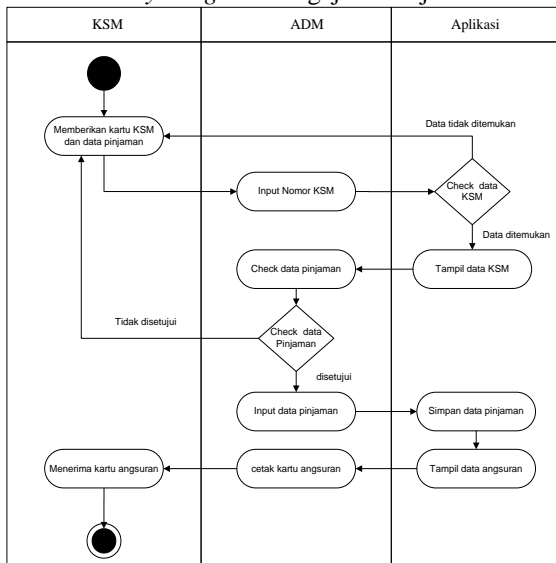 KSM
ADM
Aplikasi
Memberikan kartu KSM
dan data pinjaman
Data tidak ditemukan
Input Nomor KSM
Check data
KSM
Data ditemukan
Check data pinjaman
Tampil data KSM
Tidak disetujui
Check data
Pinjaman
disetujui
Input data pinjaman
Simpan data pinjaman
Menerima kartu angsuran
cetak kartu angsuran
Tampil data angsuran